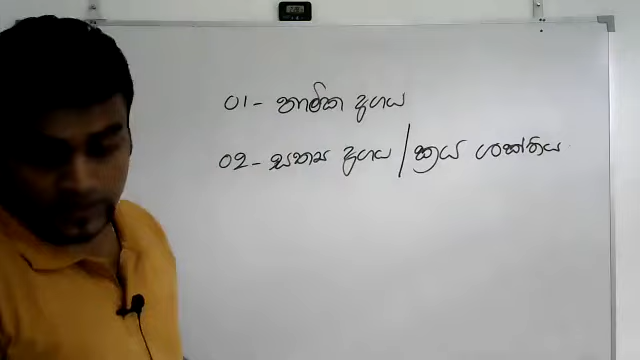 01 - නාමික අගය
02 - සත්‍ය අගය / ක්‍රය ශක්තිය